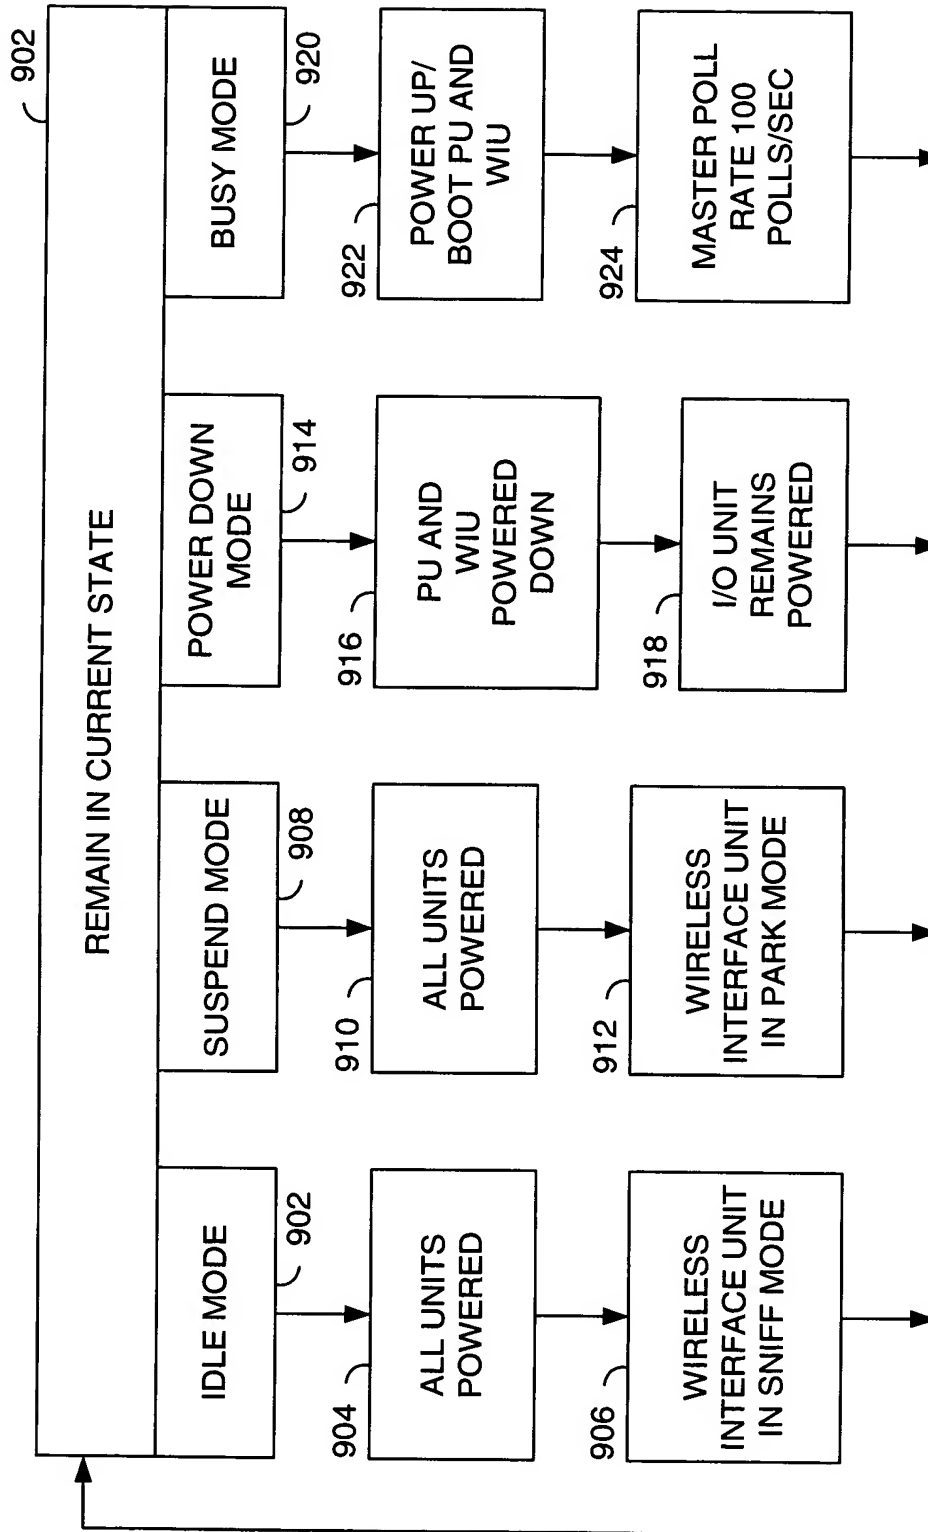 902
REMAIN IN CURRENT STATE
IDLE MODE
902
904
ALL UNITS
POWERED
906
WIRELESS
INTERFACE UNIT
IN SNIFF MODE
SUSPEND MODE
908
910
ALL UNITS
POWERED
912
WIRELESS
INTERFACE UNIT
IN PARK MODE
POWER DOWN
MODE
914
916
PU AND
WIU
POWERED
DOWN
918
I/O UNIT
REMAINS
POWERED
BUSY MODE
920
922
POWER UP/
BOOT PU AND
WIU
924
MASTER POLL
RATE 100
POLLS/SEC